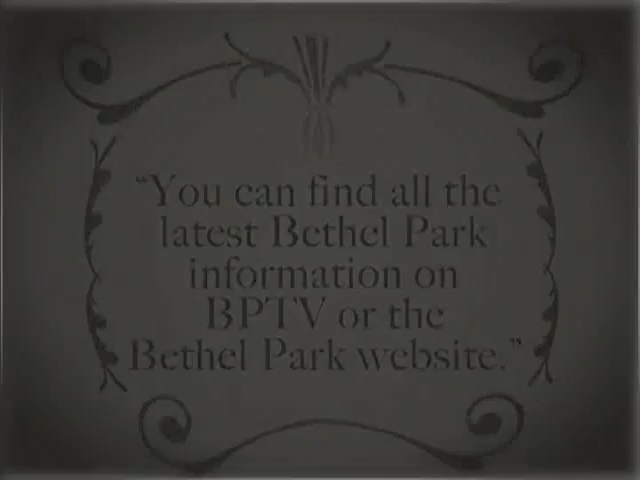 “You can find all the
latest Bethel Park
information on
BPTV or the
Bethel Park website.”